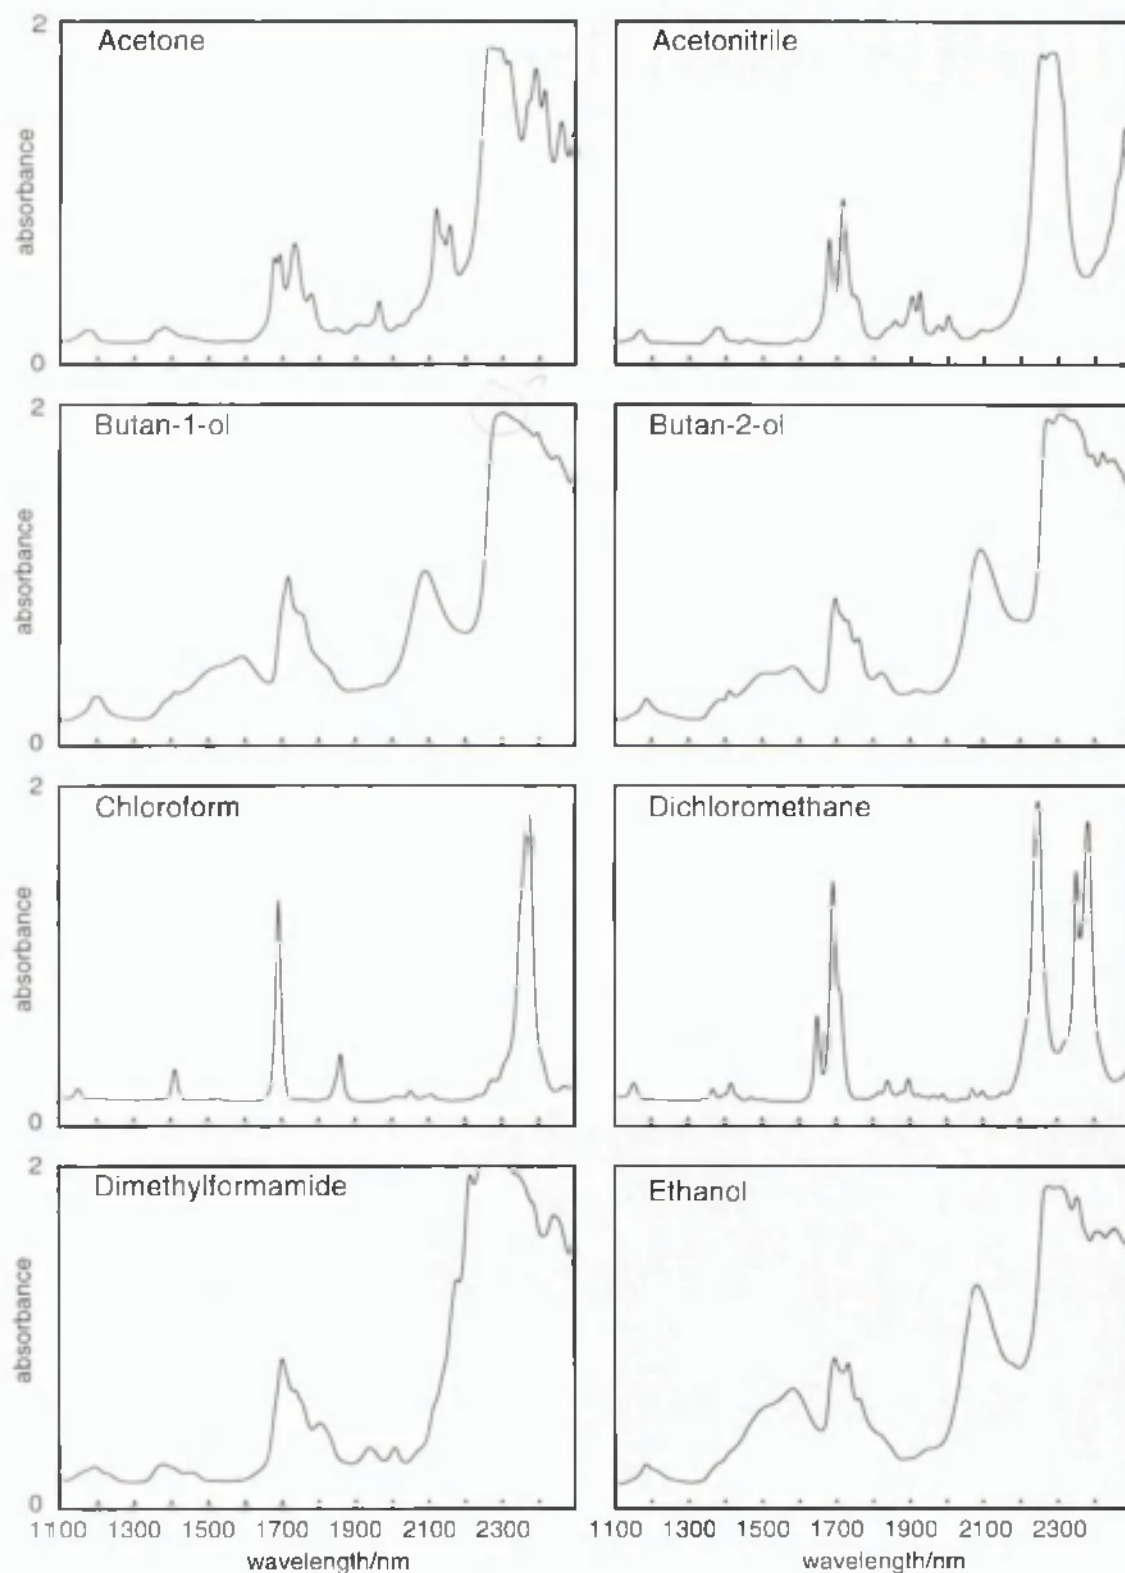 2
Acetone
absorbance
0
Acetonitrile
2
Butan-1-ol
absorbance
0
Butan-2-ol
2
Chloroform
absorbance
0
Dichloromethane
2
Dimethylformamide
absorbance
0
1100 1300 1500 1700 1900 2100 2300
wavelength/nm
Ethanol
1100 1300 1500 1700 1900 2100 2300
wavelength/nm